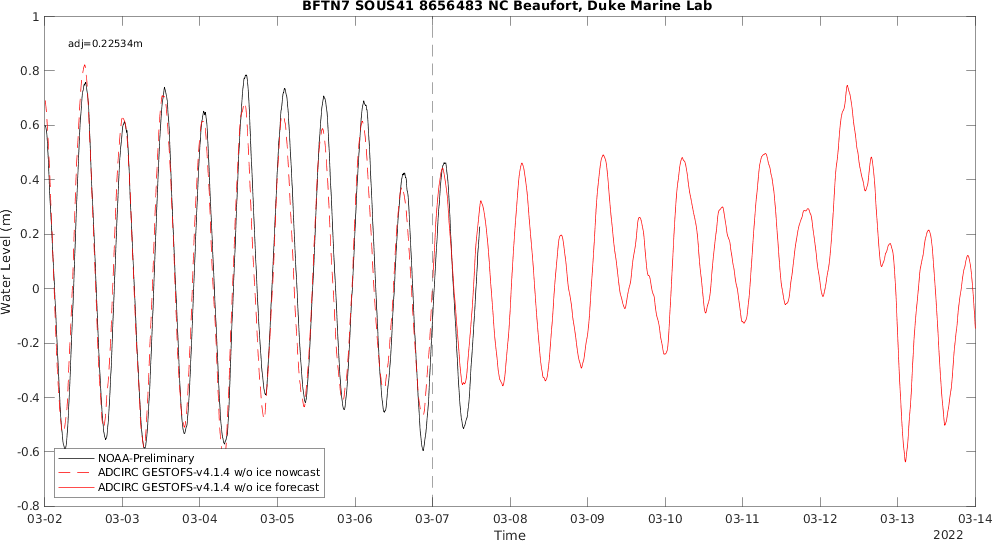 BFTN7 SOUS41 8656483 NC Beaufort, Duke Marine Lab
adj=0.22534m
Water Level (m)
1
0.8
0.6
0.4
0.2
0
-0.2
-0.4
-0.6
-0.8
NOAA-Preliminary
ADCIRC GESTOFS-v4.1.4 w/o ice nowcast
ADCIRC GESTOFS-v4.1.4 w/o ice forecast
03-02 03-03 03-04 03-05 03-06 03-07 03-08 03-09 03-10 03-11 03-12 03-13 03-14
Time
2022